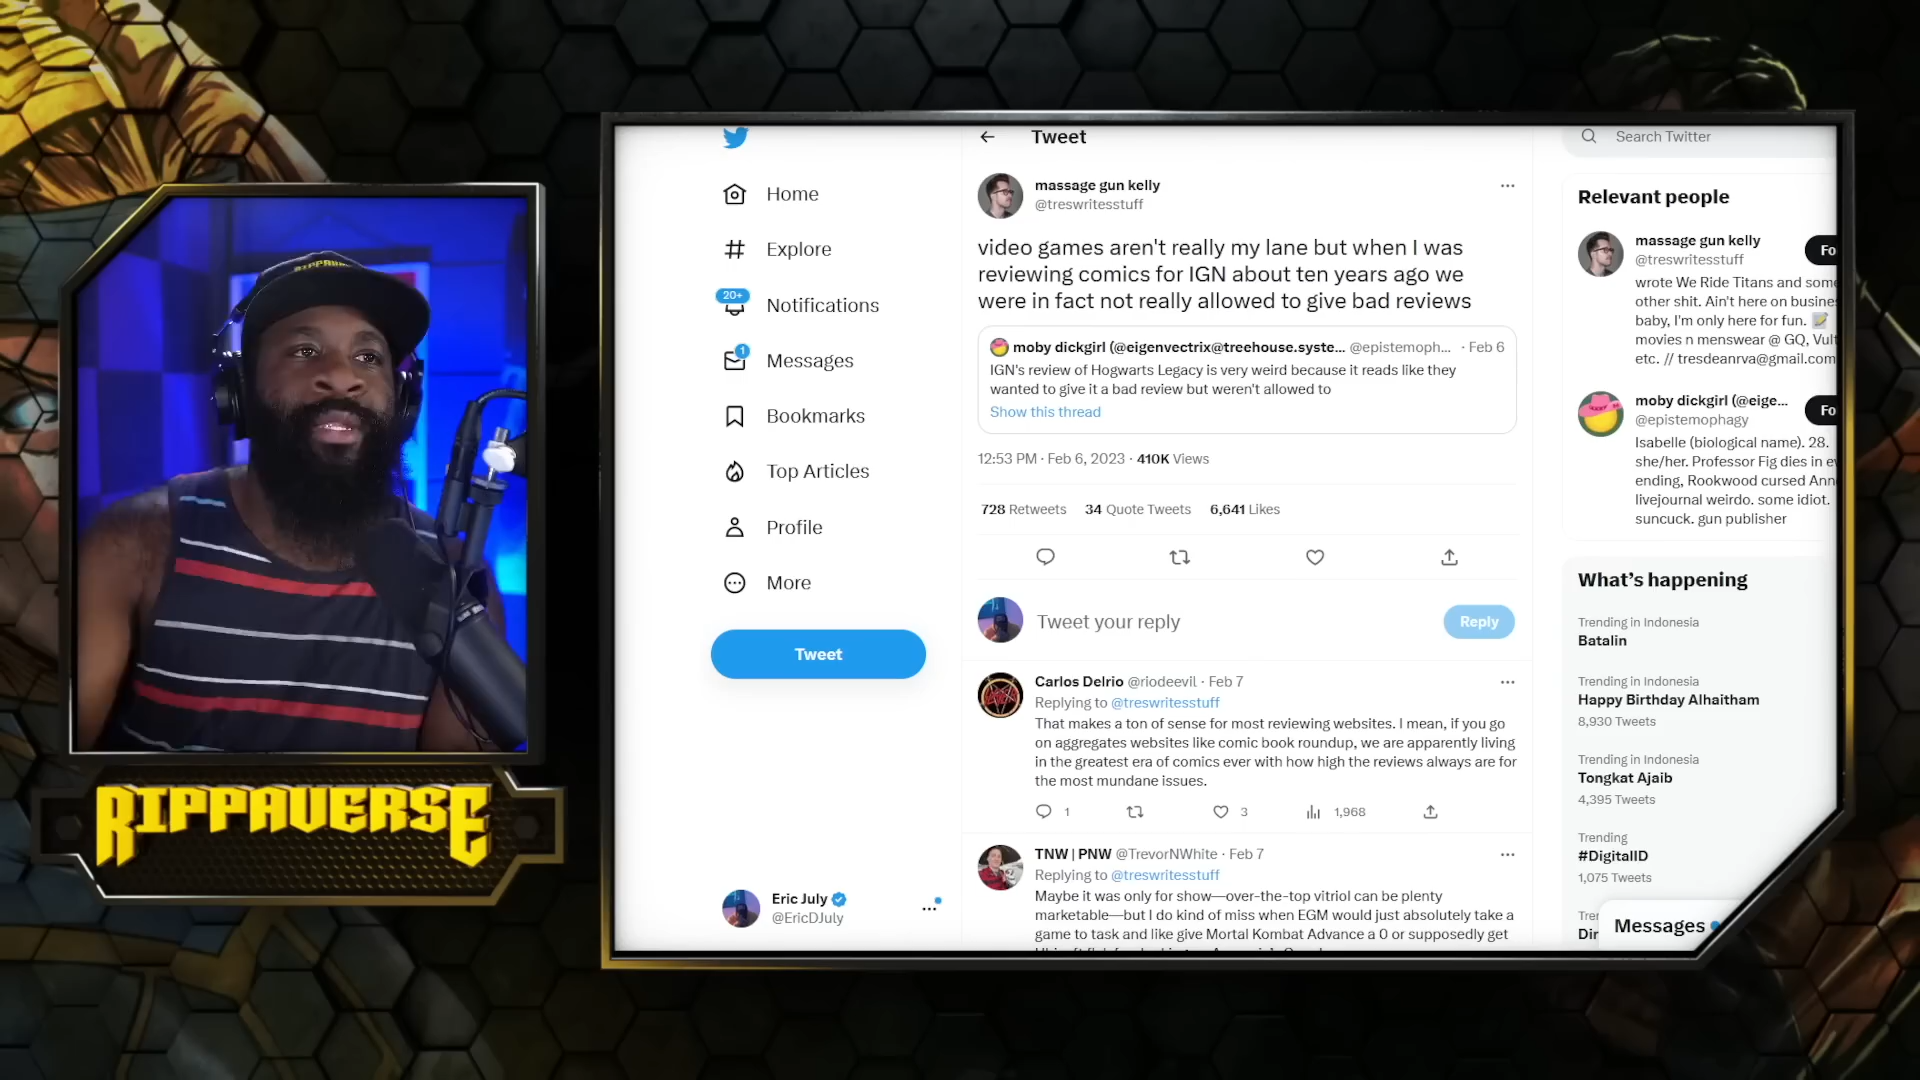 RIPPAVERSE
Home
Explore
20+
Notifications
1
Messages
Bookmarks
Top Articles
Profile
More
Tweet
Eric July
@EricDJuly
Tweet
massage gun kelly
@treswritesstuff
video games aren't really my lane but when I was
reviewing comics for IGN about ten years ago we
were in fact not really allowed to give bad reviews
moby dickgirl (@eigenvectrix@treehouse.syste... @epistemoph... · Feb 6
IGN's review of Hogwarts Legacy is very weird because it reads like they
wanted to give it a bad review but weren't allowed to
Show this thread
12:53 PM · Feb 6, 2023 · 410K Views
728 Retweets 34 Quote Tweets 6,641 Likes
Tweet your reply
Reply
Carlos Delrio @riodeevil · Feb 7
Replying to @treswritesstuff
That makes a ton of sense for most reviewing websites. I mean, if you go
on aggregates websites like comic book roundup, we are apparently living
in the greatest era of comics ever with how high the reviews always are for
the most mundane issues.
1 3 1,968
TNW | PNW @TrevorNWhite · Feb 7
Replying to @treswritesstuff
Maybe it was only for show—over-the-top vitriol can be plenty
marketable—but I do kind of miss when EGM would just absolutely take a
game to task and like give Mortal Kombat Advance a 0 or supposedly get
Search Twitter
Relevant people
massage gun kelly
@treswritesstuff
Fo
wrote We Ride Titans and som
other shit. Ain't here on busine
baby, I'm only here for fun. 📝
movies n menswear @ GQ, Vul
etc. // tresdeanrva@gmail.com
moby dickgirl (@eige...
@epistemophagy
Fo
Isabelle (biological name). 28.
she/her. Professor Fig dies in e
ending, Rookwood cursed Ann
livejournal weirdo. some idiot.
suncuck. gun publisher
What's happening
Trending in Indonesia
Batalin
Trending in Indonesia
Happy Birthday Alhaitham
8,930 Tweets
Trending in Indonesia
Tongkat Ajaib
4,395 Tweets
Trending
#DigitalID
1,075 Tweets
Messages